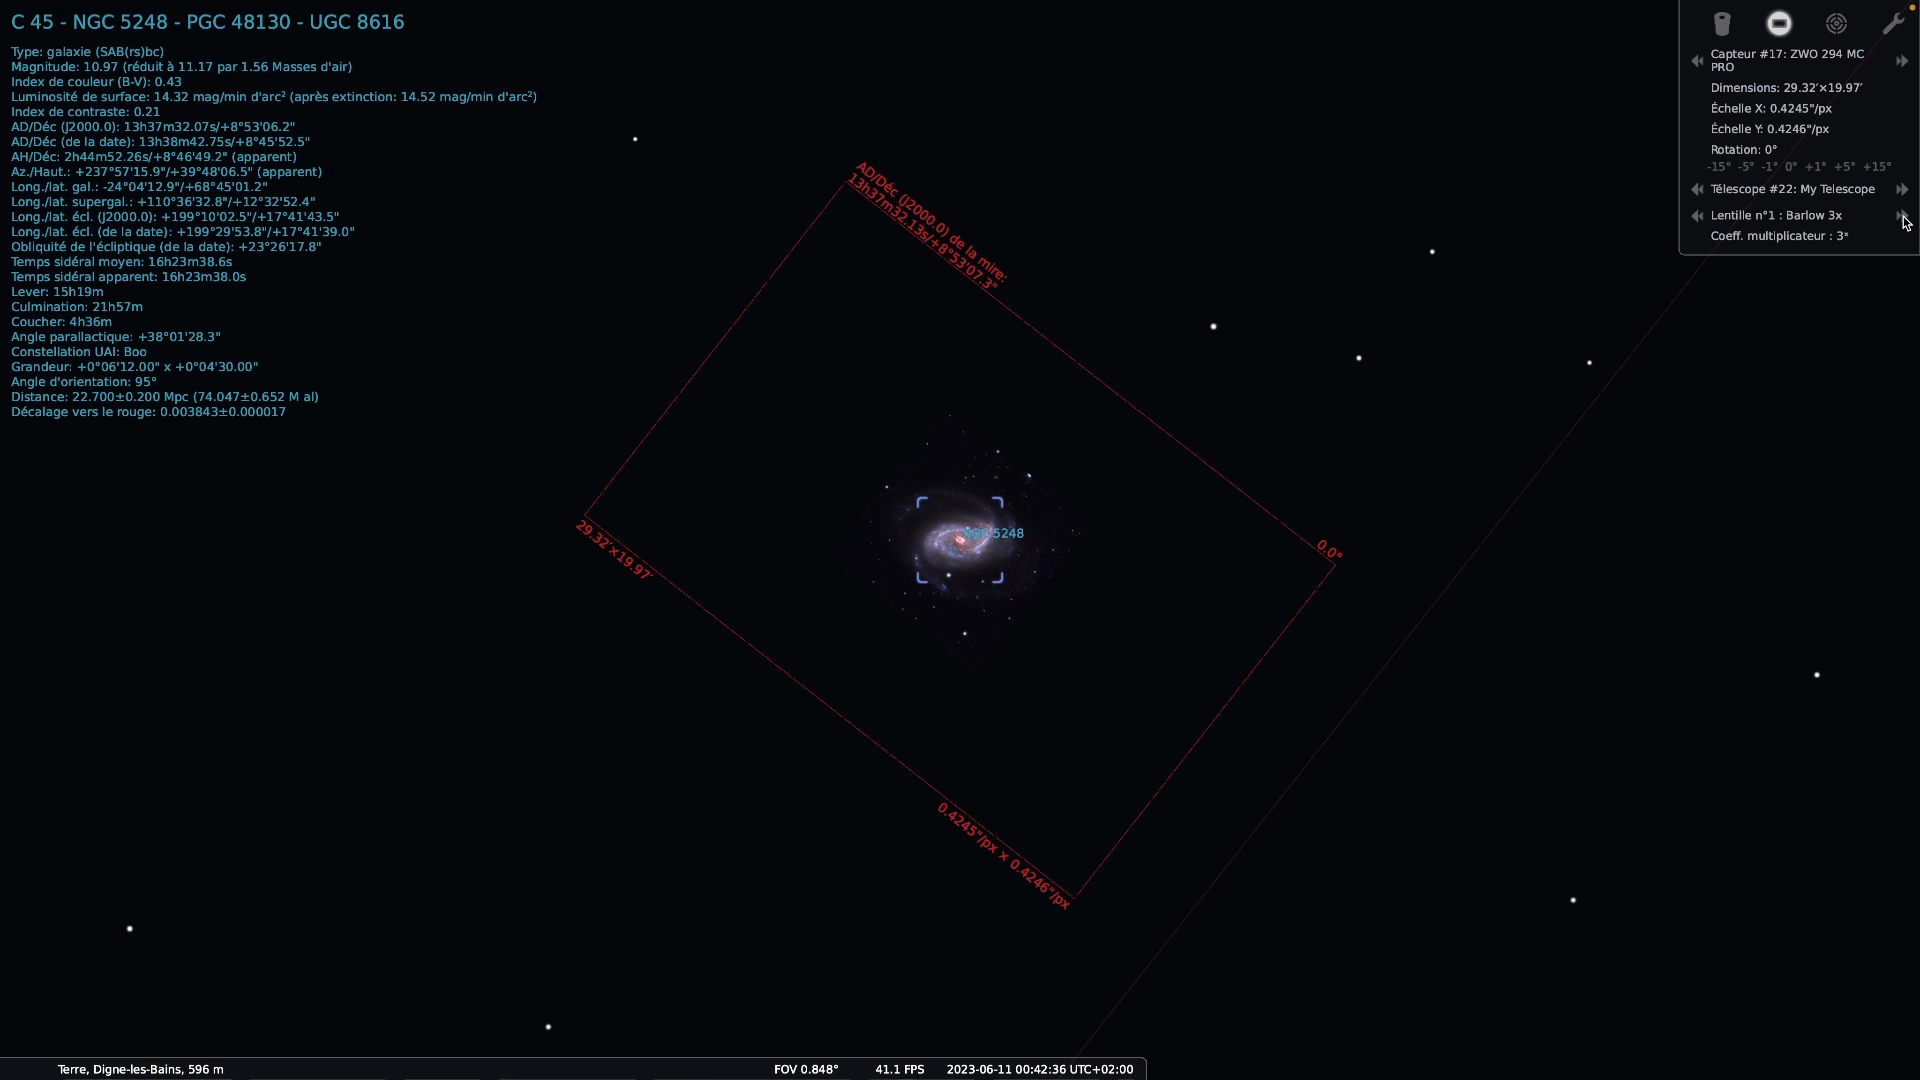 C 45 - NGC 5248 - PGC 48130 - UGC 8616
Type: galaxie (SAB(rs)bc)
Magnitude: 10.97 (réduit à 11.17 par 1.56 Masses d'air)
Index de couleur (B-V): 0.43
Luminosité de surface: 14.32 mag/min d'arc² (après extinction: 14.52 mag/min d'arc²)
Index de contraste: 0.21
AD/Déc (J2000.0): 13h37m32.07s/+8°53'06.2"
AD/Déc (de la date): 13h38m42.75s/+8°45'52.5"
AH/Déc: 2h44m52.26s/+8°46'49.2" (apparent)
Az./Haut.: +237°57'15.9"/+39°48'06.5" (apparent)
Long./lat. gal.: -24°04'12.9"/+68°45'01.2"
Long./lat. supergal.: +110°36'32.8"/+12°32'52.4"
Long./lat. écl. (J2000.0): +199°10'02.5"/+17°41'43.5"
Long./lat. écl. (de la date): +199°29'53.8"/+17°41'39.0"
Obliquité de l'écliptique (de la date): +23°26'17.8"
Temps sidéral moyen: 16h23m38.6s
Temps sidéral apparent: 16h23m38.0s
Lever: 15h19m
Culmination: 21h57m
Coucher: 4h36m
Angle parallactique: +38°01'28.3"
Constellation UAI: Boo
Grandeur: +0°06'12.00" x +0°04'30.00"
Angle d'orientation: 95°
Distance: 22.700±0.200 Mpc (74.047±0.652 M al)
Décalage vers le rouge: 0.003843±0.000017
Capteur #17: ZWO 294 MC
PRO
Dimensions: 29.32′×19.97′
Échelle X: 0.4245"/px
Échelle Y: 0.4246"/px
Rotation: 0°
-15° -5° -1° 0° +1° +5° +15°
Télescope #22: My Telescope
Lentille n°1 : Barlow 3x
Coeff. multiplicateur : 3ˣ
AD/Déc (J2000.0) de la mire:
13h37m32.13s/+8°53'07.3"
0.0°
29.32′×19.97′
NGC 5248
0.4245"/px × 0.4246"/px
Terre, Digne-les-Bains, 596 m
FOV 0.848°
41.1 FPS
2023-06-11 00:42:36 UTC+02:00